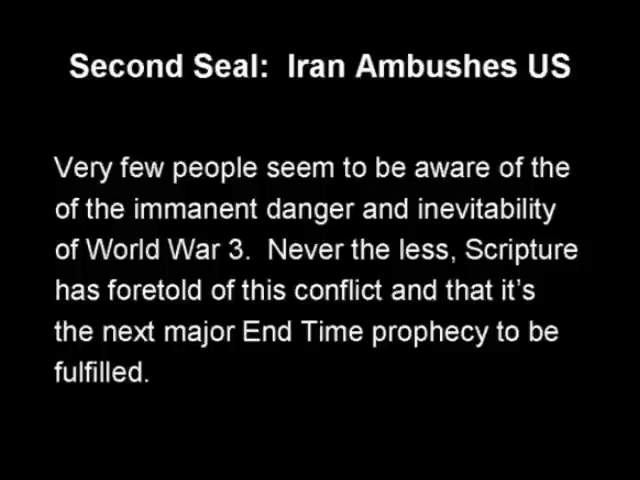 Second Seal:  Iran Ambushes US
Very few people seem to be aware of the
of the immanent danger and inevitability
of World War 3.  Never the less, Scripture
has foretold of this conflict and that it’s
the next major End Time prophecy to be
fulfilled.